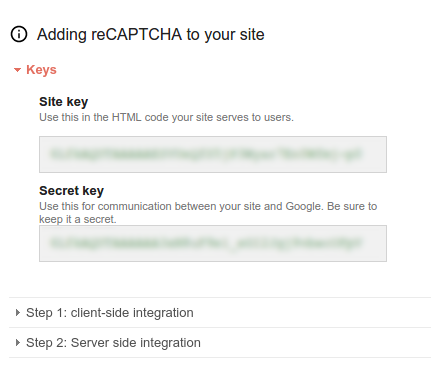 Adding reCAPTCHA to your site
Keys
Site key
Use this in the HTML code your site serves to users.
Secret key
Use this for communication between your site and Google. Be sure to
keep it a secret.
Step 1: client-side integration
Step 2: Server side integration